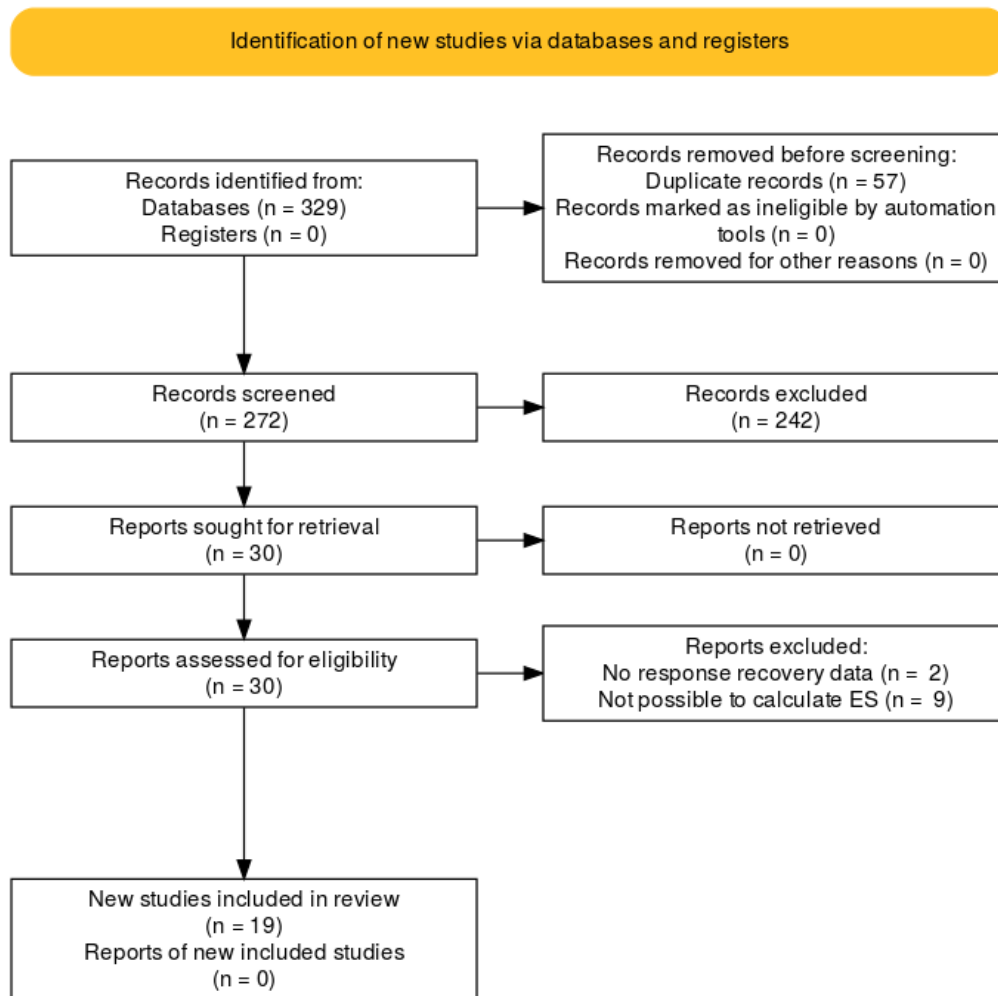 Identification of new studies via databases and registers
Records identified from:
Databases (n = 329)
Registers (n = 0)
Records removed before screening:
Duplicate records (n = 57)
Records marked as ineligible by automation
tools (n = 0)
Records removed for other reasons (n = 0)
Records screened
(n = 272)
Records excluded
(n = 242)
Reports sought for retrieval
(n = 30)
Reports not retrieved
(n = 0)
Reports assessed for eligibility
(n = 30)
Reports excluded:
No response recovery data (n = 2)
Not possible to calculate ES (n = 9)
New studies included in review
(n = 19)
Reports of new included studies
(n = 0)